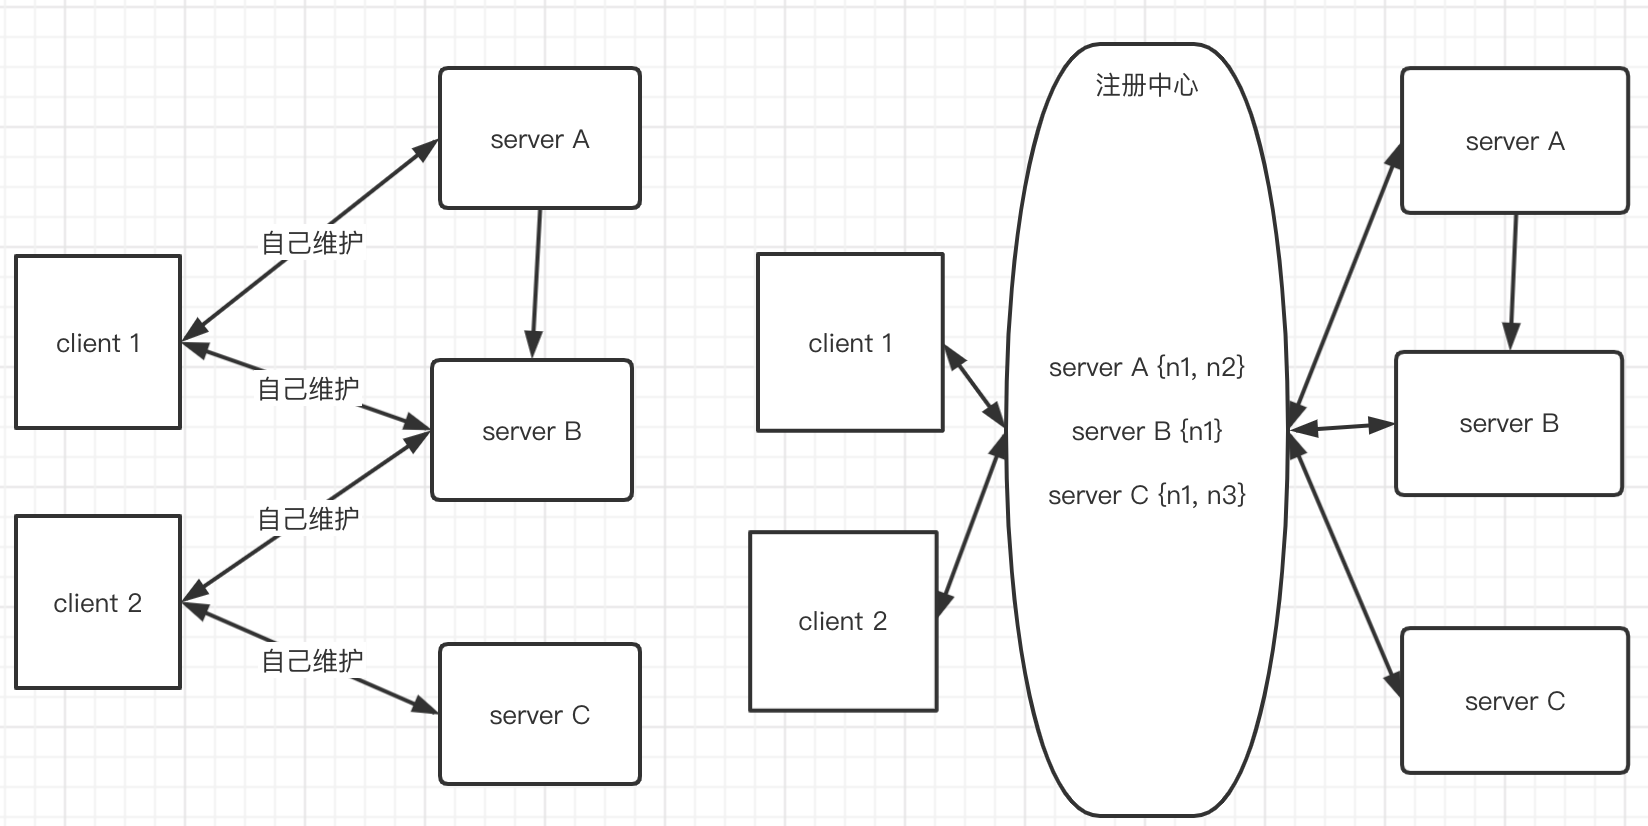 server A
自己维护
client 1
自己维护
server B
自己维护
client 2
自己维护
server C
注册中心
server A
client 1
server A {n1, n2}
server B {n1}
server B
server C {n1, n3}
client 2
server C